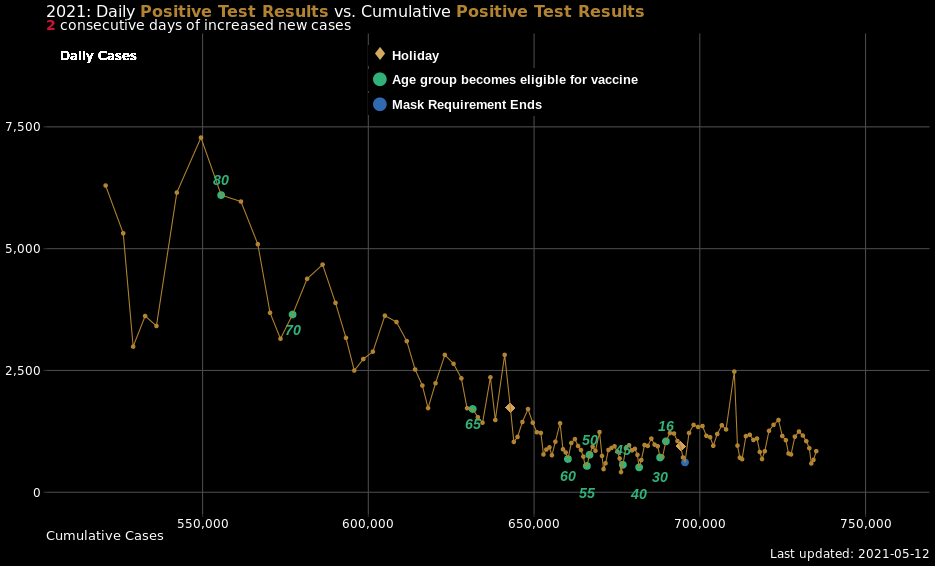 2021: Daily Positive Test Results vs. Cumulative Positive Test Results
2 consecutive days of increased new cases
Daily Cases
Holiday
Age group becomes eligible for vaccine
Mask Requirement Ends
7,500
80
5,000
70
2,500
65
16
50
45
60
30
55
40
0
550,000
600,000
650,000
700,000
750,000
Cumulative Cases
Last updated: 2021-05-12